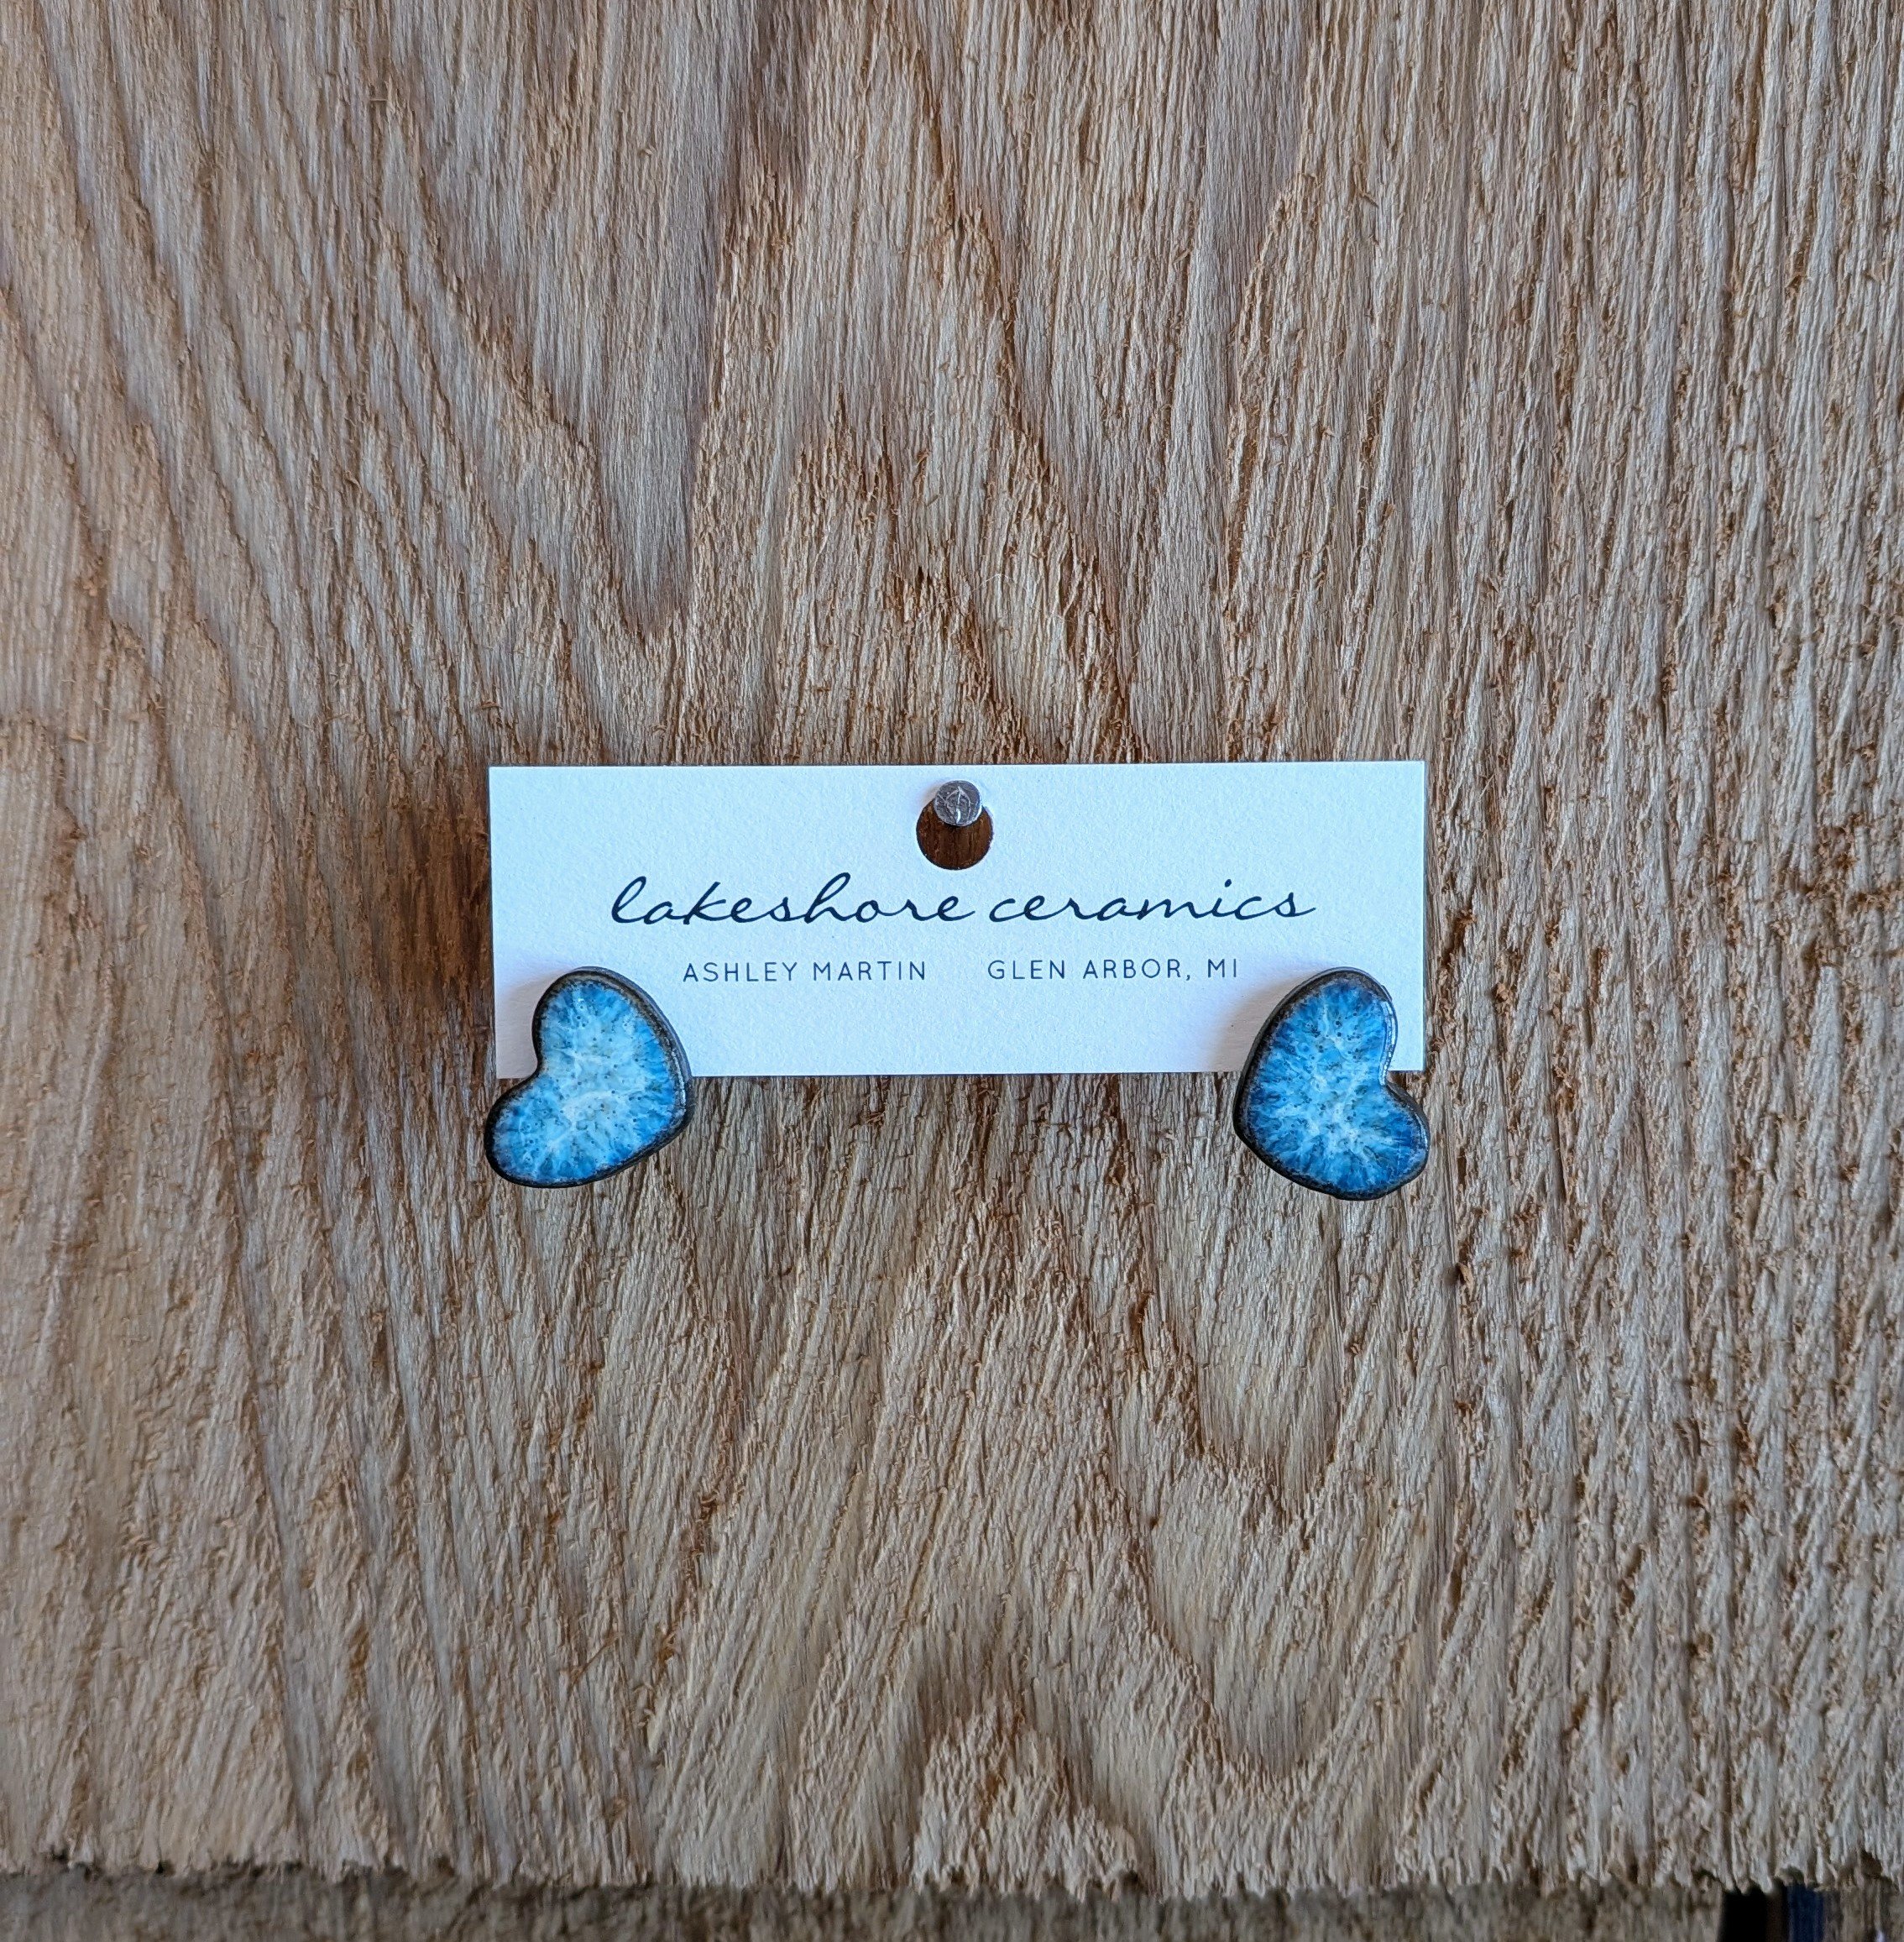 lakeshore ceramics
ASHLEY MARTIN GLEN ARBOR, MI